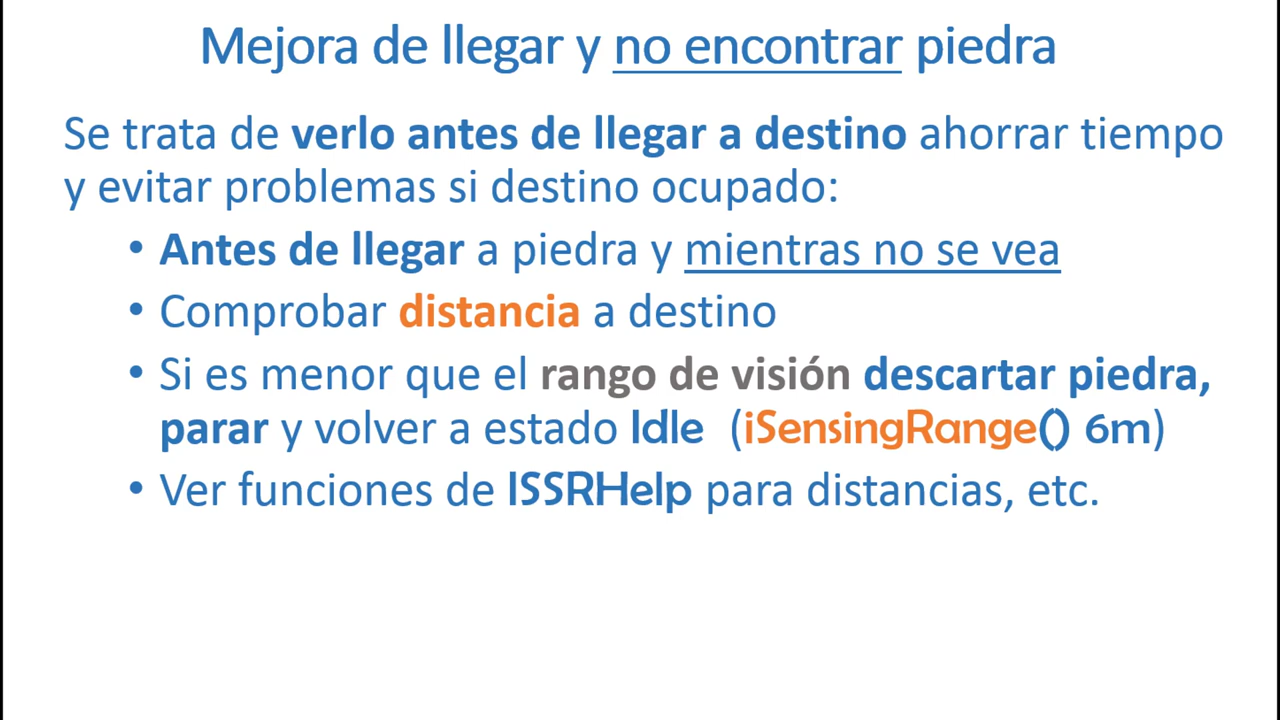 Mejora de llegar y no encontrar piedra
Se trata de verlo antes de llegar a destino ahorrar tiempo
y evitar problemas si destino ocupado:
• Antes de llegar a piedra y mientras no se vea
• Comprobar distancia a destino
• Si es menor que el rango de visión descartar piedra,
parar y volver a estado Idle (iSensingRange() 6m)
• Ver funciones de ISSRHelp para distancias, etc.